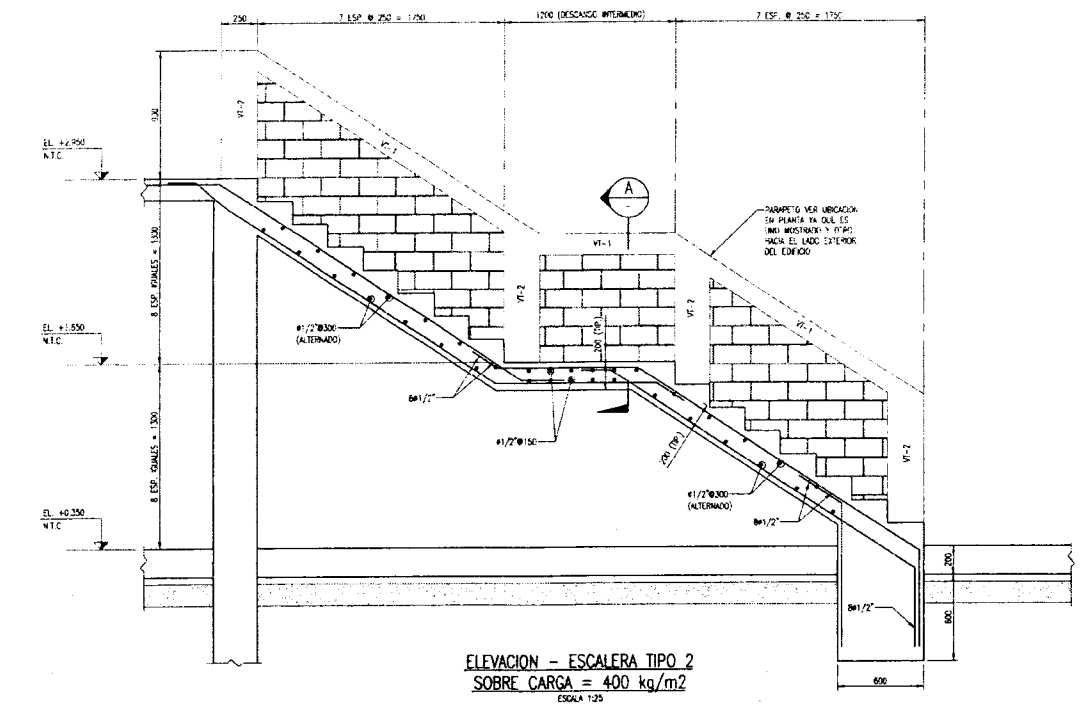 250
7 ESP. @ 250 = 1750
1200 (DESCANSO INTERMEDIO)
7 ESP. @ 250 = 1750
VT-2
VT-1
EL. +2.950
N.T.C.
A
PARAPETO VER UBICACION
EN PLANTA YA QUE ES
UNO MOSTRADO Y OTRO
HACIA EL LADO EXTERIOR
DEL EDIFICIO
VT-1
8 ESP. IGUALES = 1300
VT-2
VT-2
VT-1
EL. +1.650
N.T.C.
ø1/2"@300
(ALTERNADO)
200 (TIP.)
8ø1/2"
ø1/2"@150
200 (TIP.)
VT-2
8 ESP. IGUALES = 1300
ø1/2"@300
(ALTERNADO)
8ø1/2"
EL. +0.350
N.T.C.
200
8ø1/2"
800
600
ELEVACION - ESCALERA TIPO 2
SOBRE CARGA = 400 kg/m2
ESCALA 1:25